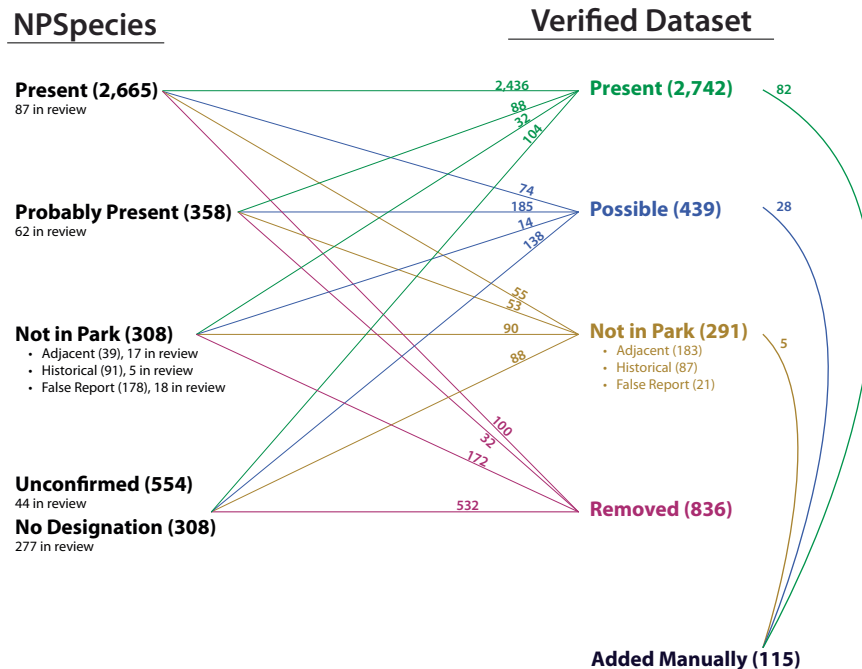 NPSpecies
Verified Dataset
Present (2,665)
87 in review
2,436
88
32
104
Present (2,742)
82
Probably Present (358)
62 in review
74
185
14
138
Possible (439)
28
Not in Park (308)
• Adjacent (39), 17 in review
• Historical (91), 5 in review
• False Report (178), 18 in review
55
53
90
88
Not in Park (291)
• Adjacent (183)
• Historical (87)
• False Report (21)
5
Unconfirmed (554)
44 in review
No Designation (308)
277 in review
100
32
172
532
Removed (836)
Added Manually (115)